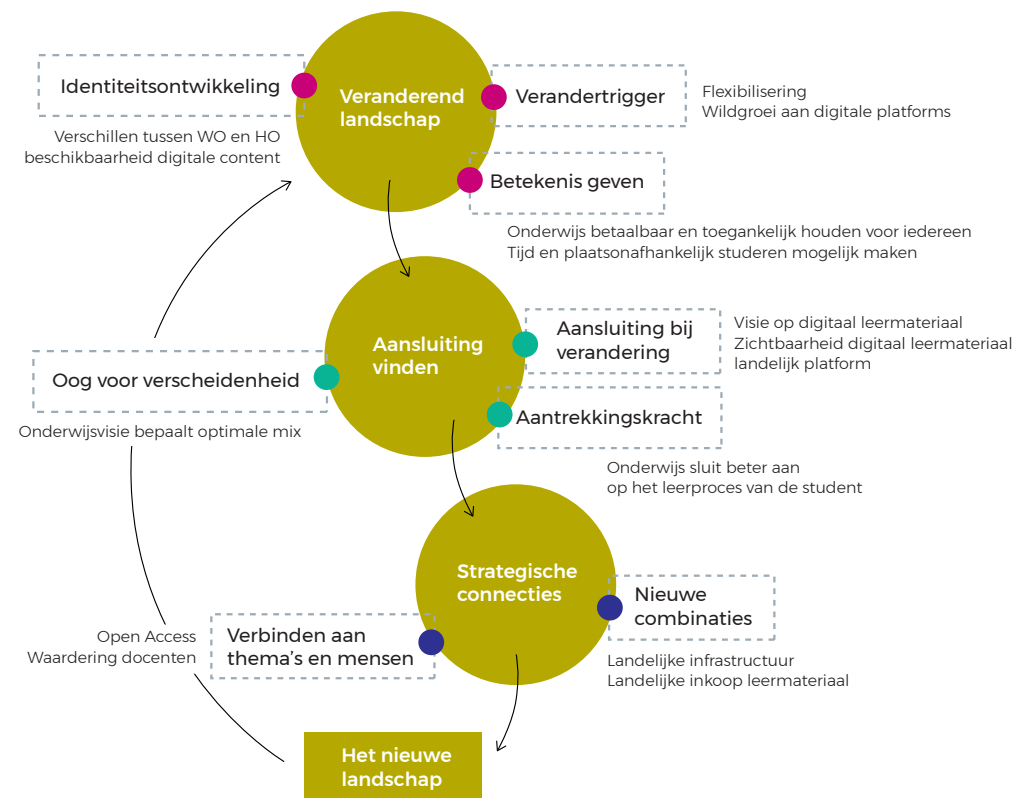 Identiteitsontwikkeling
Verschillen tussen WO en HO
beschikbaarheid digitale content
Veranderend
landschap
Verandertrigger
Flexibilisering
Wildgroei aan digitale platforms
Betekenis geven
Onderwijs betaalbaar en toegankelijk houden voor iedereen
Tijd en plaatsonafhankelijk studeren mogelijk maken
Aansluiting
vinden
Aansluiting bij
verandering
Visie op digitaal leermateriaal
Zichtbaarheid digitaal leermateriaal
landelijk platform
Oog voor verscheidenheid
Onderwijsvisie bepaalt optimale mix
Aantrekkingskracht
Onderwijs sluit beter aan
op het leerproces van de student
Strategische
connecties
Nieuwe
combinaties
Landelijke infrastructuur
Landelijke inkoop leermateriaal
Open Access
Waardering docenten
Verbinden aan
thema’s en mensen
Het nieuwe
landschap